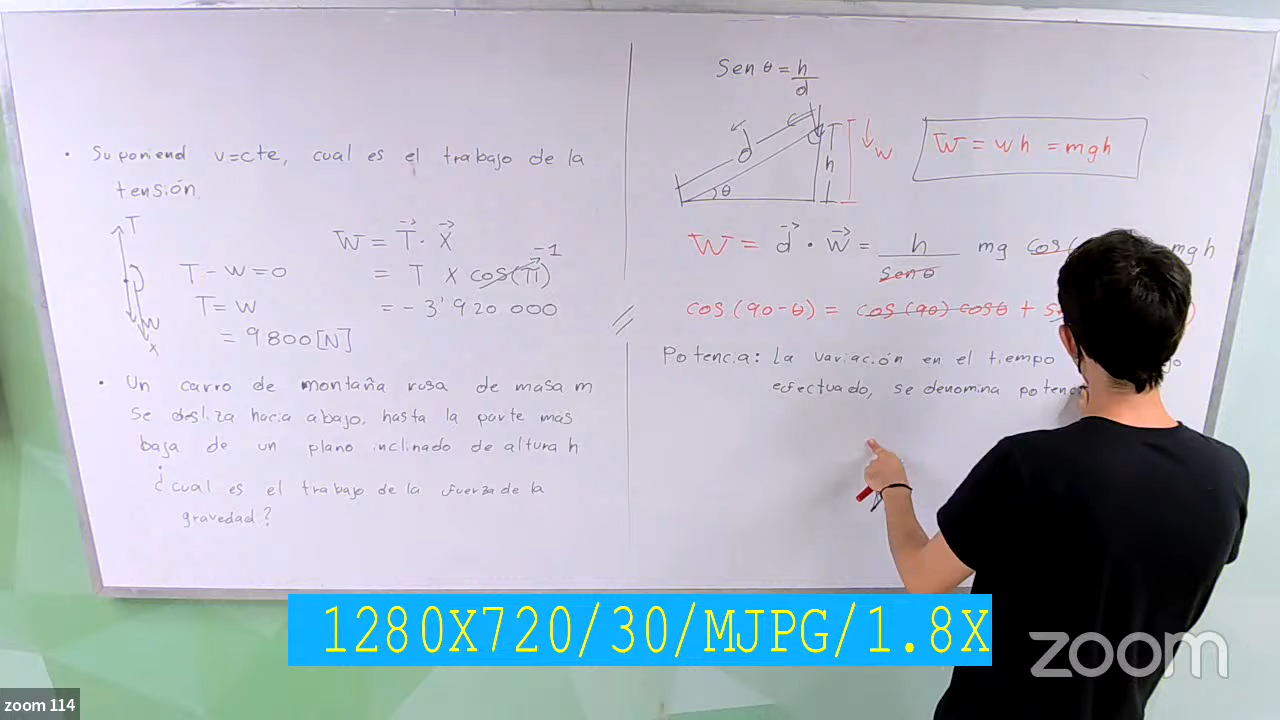 • Suponiend v=cte, cual es el trabajo de la
tensión.
T
W = T⃗ · X⃗
T - W = 0
= T X cos(π) -1
T = W
= - 3'920 000
= 9800 [N]
W
x
• Un carro de montaña rusa de masa m
se desliza hacia abajo, hasta la parte mas
baja de un plano inclinado de altura h
¿cual es el trabajo de la fuerza de la
gravedad?
Sen θ = h/d
θ
h
W
W = wh = mgh
W = d⃗ · w⃗ = h/senθ mg cos( mgh
cos (90-θ) = cos (90) cosθ +
Potencia: La variación en el tiempo
efectuado, se denomina
1280X720/30/MJPG/1.8X
zoom
zoom 114